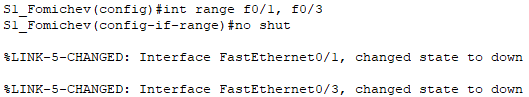 S1_Fomichev(config)#int range f0/1, f0/3
S1_Fomichev(config-if-range)#no shut
%LINK-5-CHANGED: Interface FastEthernet0/1, changed state to down
%LINK-5-CHANGED: Interface FastEthernet0/3, changed state to down